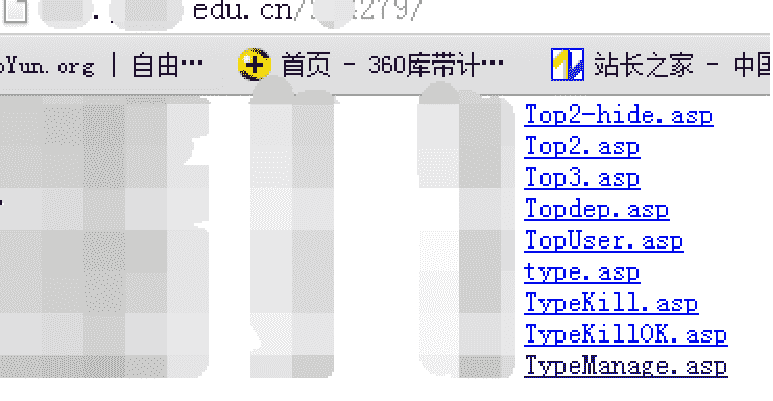 edu.cn/ 279/
oYun.org | 自由… 首页 - 360库带计… 站长之家 - 中国
Top2-hide.asp
Top2.asp
Top3.asp
Topdep.asp
TopUser.asp
type.asp
TypeKill.asp
TypeKillOK.asp
TypeManage.asp